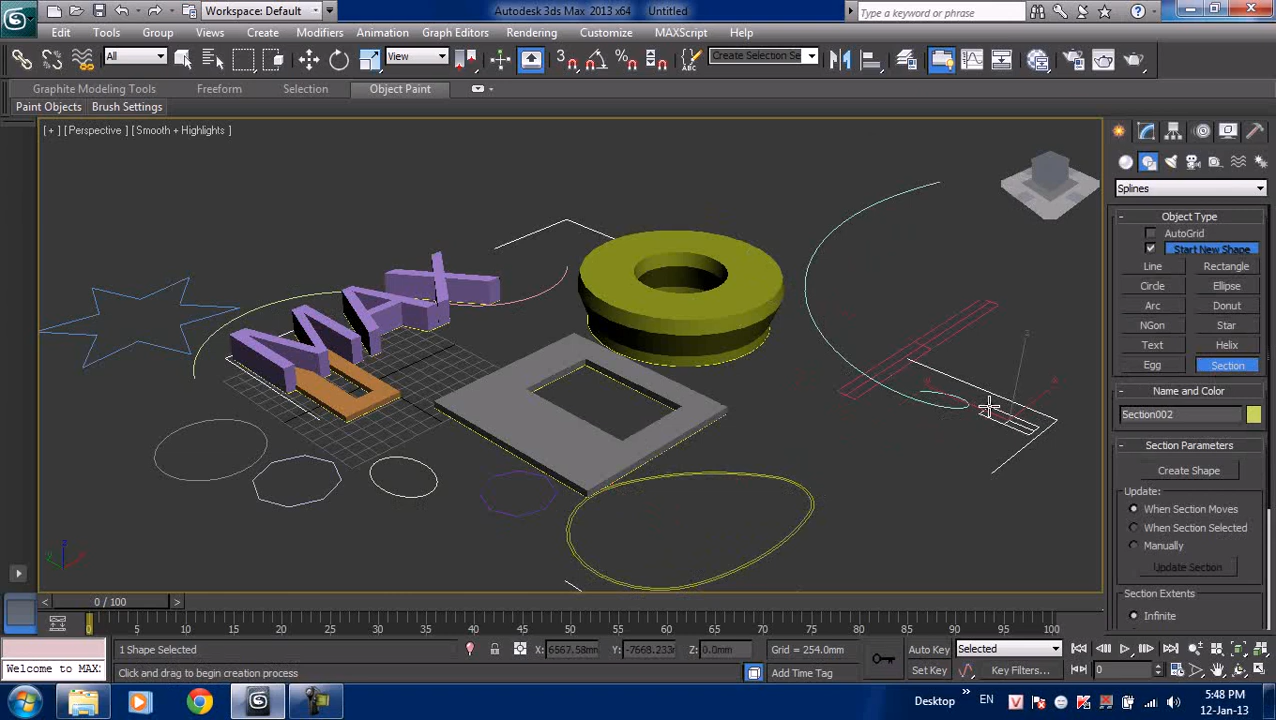 Workspace: Default
Autodesk 3ds Max 2013 x64
Untitled
Type a keyword or phrase
Edit
Tools
Group
Views
Create
Modifiers
Animation
Graph Editors
Rendering
Customize
MAXScript
Help
All
View
3
Create Selection Se
Graphite Modeling Tools
Freeform
Selection
Object Paint
Paint Objects
Brush Settings
[ + ] [ Perspective ] [ Smooth + Highlights ]
MAX
Splines
Object Type
AutoGrid
Start New Shape
Line
Rectangle
Circle
Ellipse
Arc
Donut
NGon
Star
Text
Helix
Egg
Section
Name and Color
Section002
Section Parameters
Create Shape
Update:
When Section Moves
When Section Selected
Manually
Update Section
Section Extents
Infinite
0 / 100
0
5
10
15
20
25
30
35
40
45
50
55
60
65
70
75
80
85
90
95
100
1 Shape Selected
X: 6567.58mm
Y: -7668.233m
Z: 0.0mm
Grid = 254.0mm
Auto Key
Selected
Welcome to MAX:
Click and drag to begin creation process
Add Time Tag
Set Key
Key Filters...
0
Desktop
EN
5:48 PM
12-Jan-13